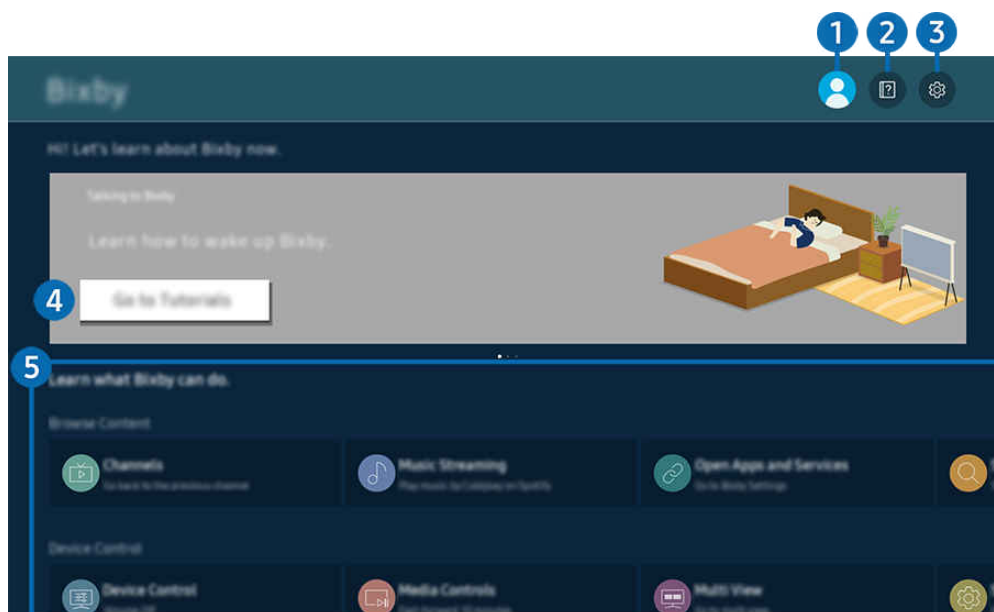 1 2 3
Bixby
Hi! Let's learn about Bixby now.
Talking to Bixby
Learn how to wake up Bixby.
4
Go to Tutorials
5
Learn what Bixby can do.
Browse Content
Channels
Go back to the previous channel
Music Streaming
Play music by Coldplay on Spotify
Open Apps and Services
Go to Bixby Settings
Device Control
Device Control
Media Controls
Multi View